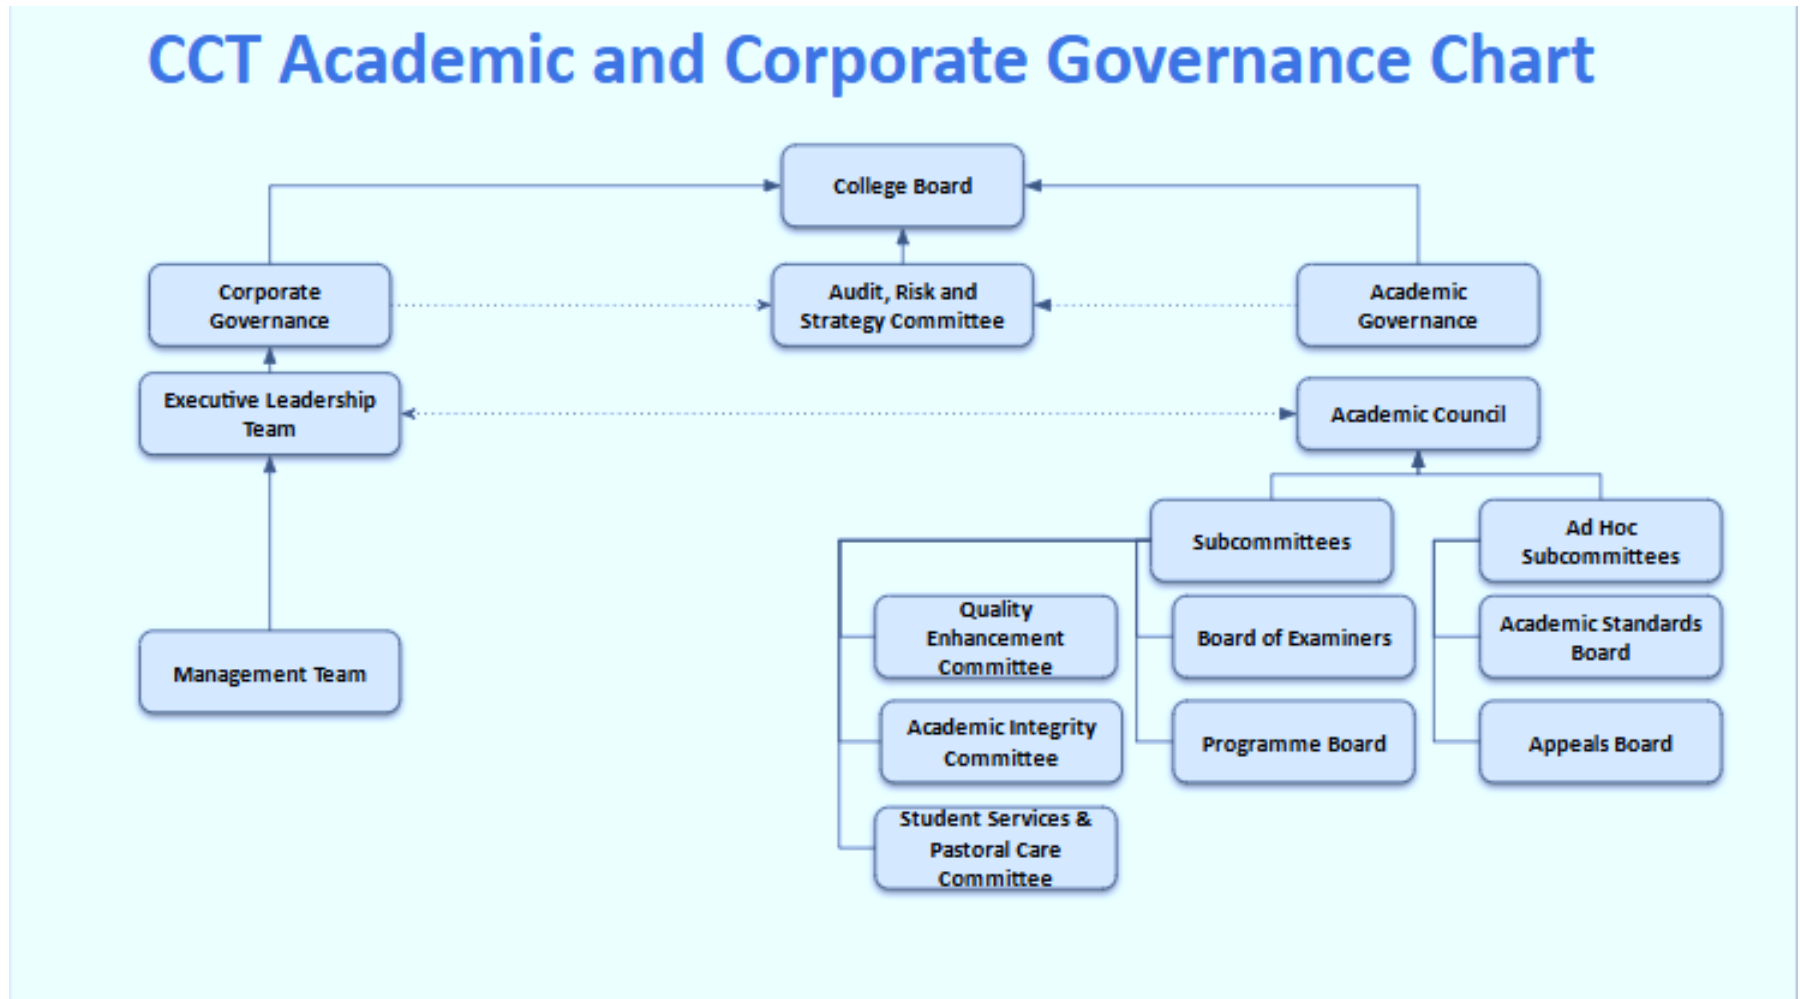 CCT Academic and Corporate Governance Chart
College Board
Corporate
Governance
Audit, Risk and
Strategy Committee
Academic
Governance
Executive Leadership
Team
Academic Council
Subcommittees
Ad Hoc
Subcommittees
Quality
Enhancement
Committee
Board of Examiners
Academic Standards
Board
Management Team
Academic Integrity
Committee
Programme Board
Appeals Board
Student Services &
Pastoral Care
Committee